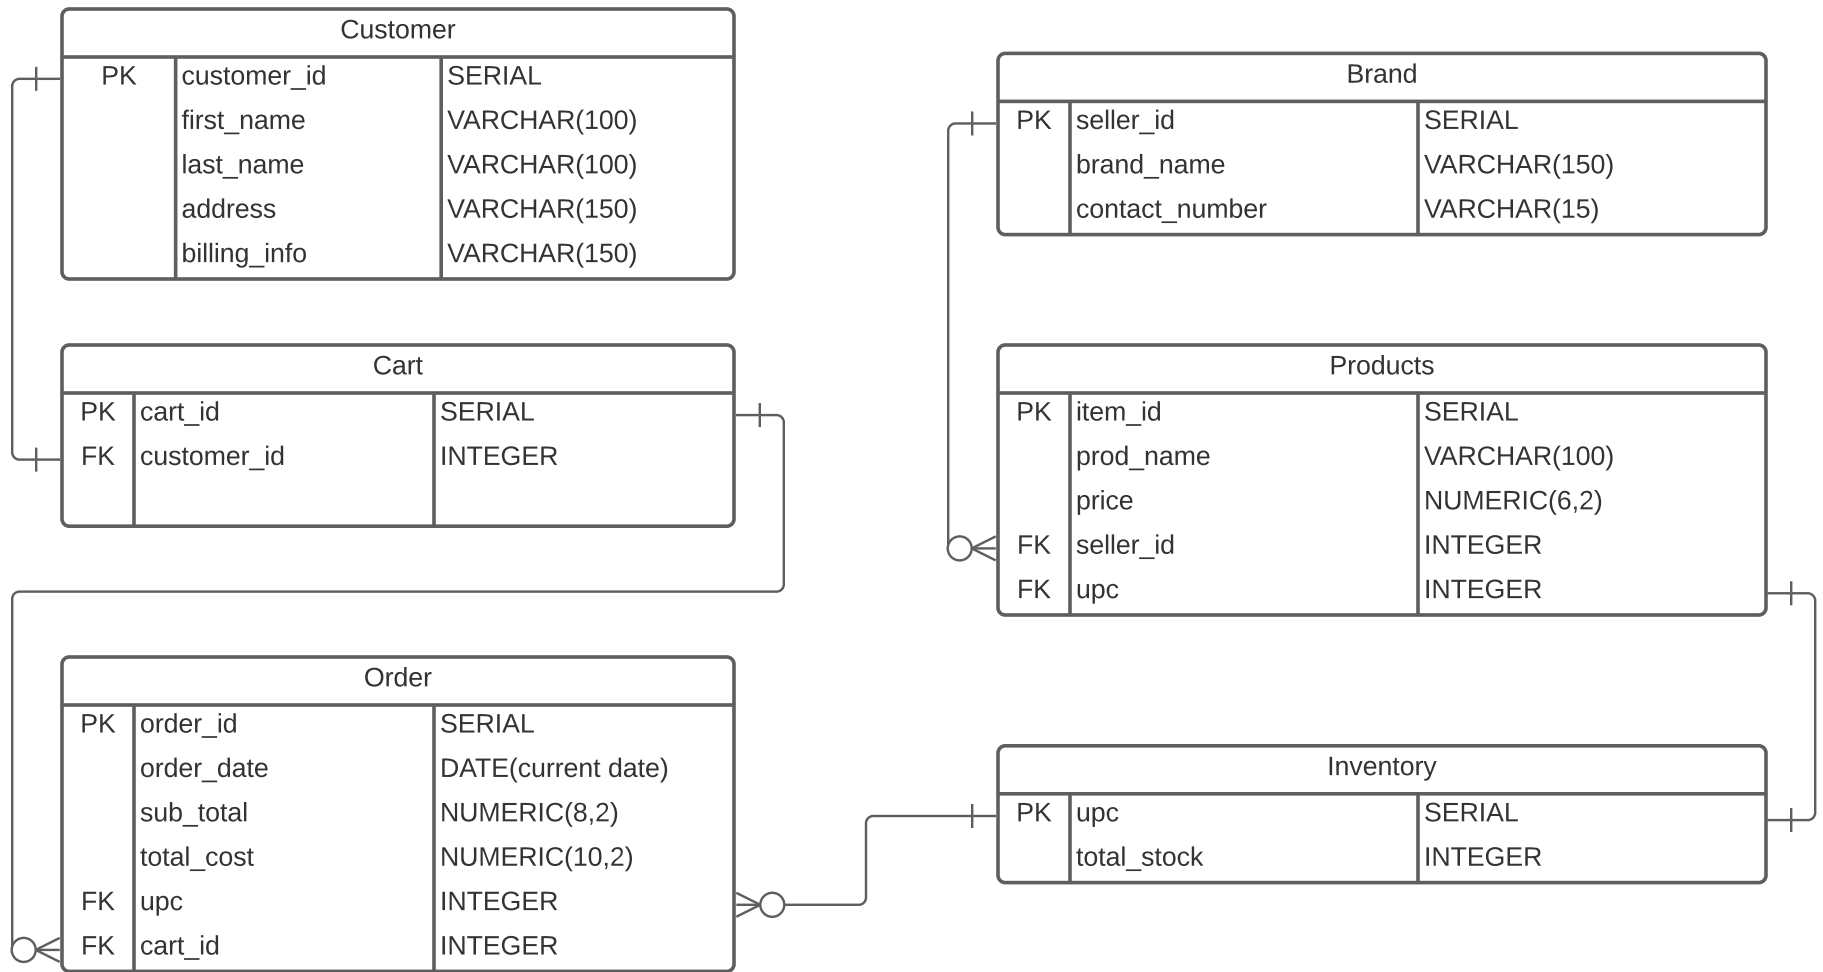 Customer
PK customer_id SERIAL
first_name VARCHAR(100)
last_name VARCHAR(100)
address VARCHAR(150)
billing_info VARCHAR(150)
Cart
PK cart_id SERIAL
FK customer_id INTEGER
Order
PK order_id SERIAL
order_date DATE(current date)
sub_total NUMERIC(8,2)
total_cost NUMERIC(10,2)
FK upc INTEGER
FK cart_id INTEGER
Brand
PK seller_id SERIAL
brand_name VARCHAR(150)
contact_number VARCHAR(15)
Products
PK item_id SERIAL
prod_name VARCHAR(100)
price NUMERIC(6,2)
FK seller_id INTEGER
FK upc INTEGER
Inventory
PK upc SERIAL
total_stock INTEGER